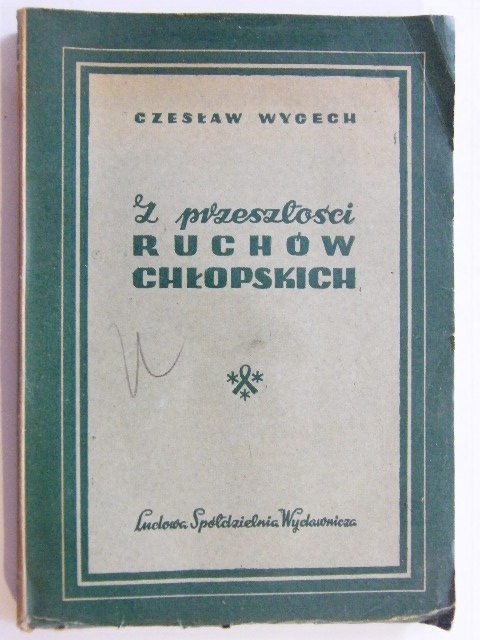 CZESŁAW WYCECH
Z przeszłości
RUCHÓW
CHŁOPSKICH
Ludowa Spółdzielnia Wydawnicza